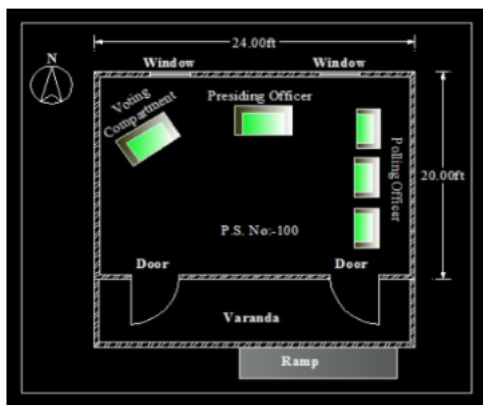 24.00ft
N
Window
Window
Voting
Compartment
Presiding Officer
Polling Officer
20.00ft
P.S. No:-100
Door
Door
Varanda
Ramp